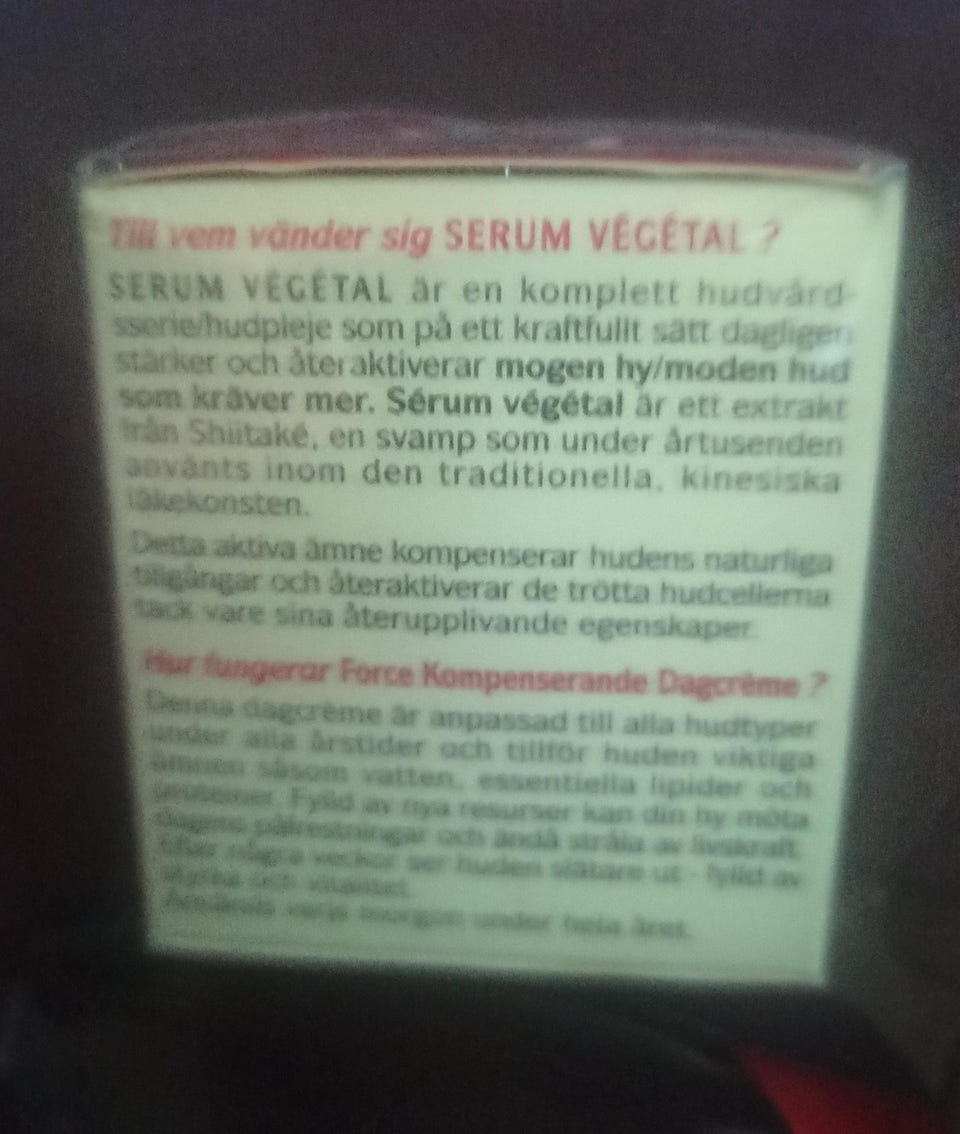 Till vem vänder sig SERUM VÉGÉTAL ?
SERUM VÉGÉTAL är en komplett hudvård-
sserie/hudpleje som på ett kraftfullt sätt dagligen
stärker och återaktiverar mogen hy/moden hud
som kräver mer. Sérum végétal är ett extrakt
från Shiitaké, en svamp som under årtusenden
använts inom den traditionella, kinesiska
läkekonsten.
Detta aktiva ämne kompenserar hudens naturliga
tillgångar och återaktiverar de trötta hudcellerna
tack vare sina återupplivande egenskaper.
Hur fungerar Force Kompenserande Dagcrème ?
Denna dagcrème är anpassad till alla hudtyper
under alla årstider och tillför huden viktiga
ämnen såsom vatten, essentiella lipider och
proteiner. Fylld av nya resurser kan din hy möta
dagens påfrestningar och ändå stråla av livskraft.
Efter några veckor ser huden slätare ut - fylld av
styrka och vitalitet.
Används varje morgon under hela året.